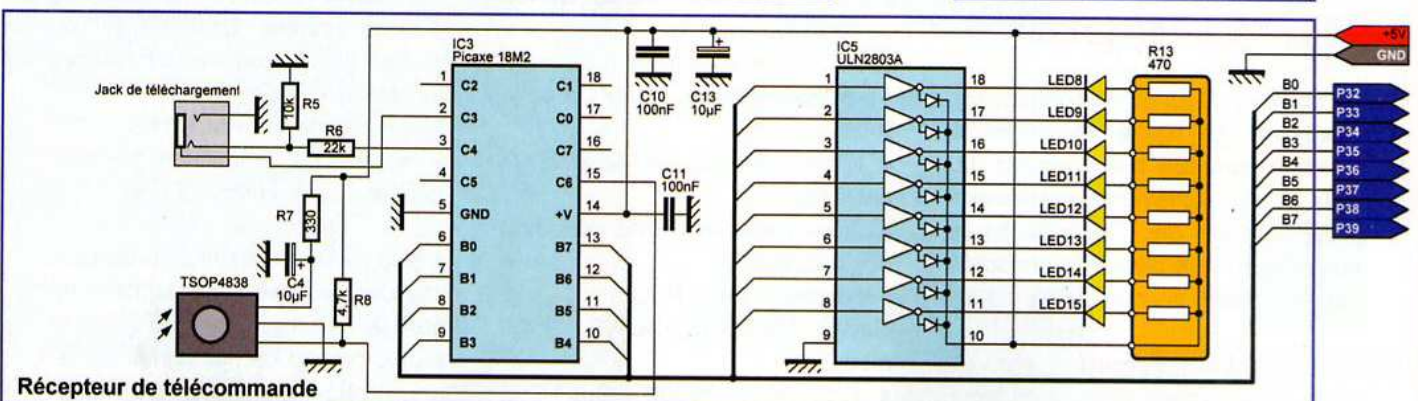 Jack de téléchargement
R5
10k
R6
22k
R7
330
C4
10µF
+
R8
4,7k
TSOP4838
IC3
Picaxe 18M2
1
C2
2
C3
3
C4
4
C5
5
GND
6
B0
7
B1
8
B2
9
B3
C1
18
C0
17
C7
16
C6
15
+V
14
B7
13
B6
12
B5
11
B4
10
C10
100nF
+
C13
10µF
C11
100nF
IC5
ULN2803A
1
2
3
4
5
6
7
8
9
18
17
16
15
14
13
12
11
10
LED8
LED9
LED10
LED11
LED12
LED13
LED14
LED15
R13
470
+5V
GND
B0
P32
B1
P33
B2
P34
B3
P35
B4
P36
B5
P37
B6
P38
B7
P39
Récepteur de télécommande